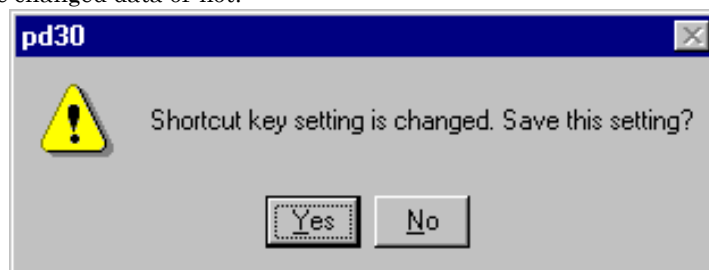 changed data or not.
pd30
Shortcut key setting is changed. Save this setting?
Yes No